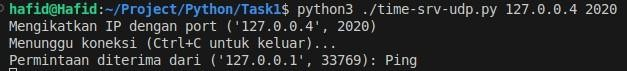 hafid@Hafid:~/Project/Python/Task1$ python3 ./time-srv-udp.py 127.0.0.4 2020
Mengikatkan IP dengan port ('127.0.0.4', 2020)
Menunggu koneksi (Ctrl+C untuk keluar)...
Permintaan diterima dari ('127.0.0.1', 33769): Ping